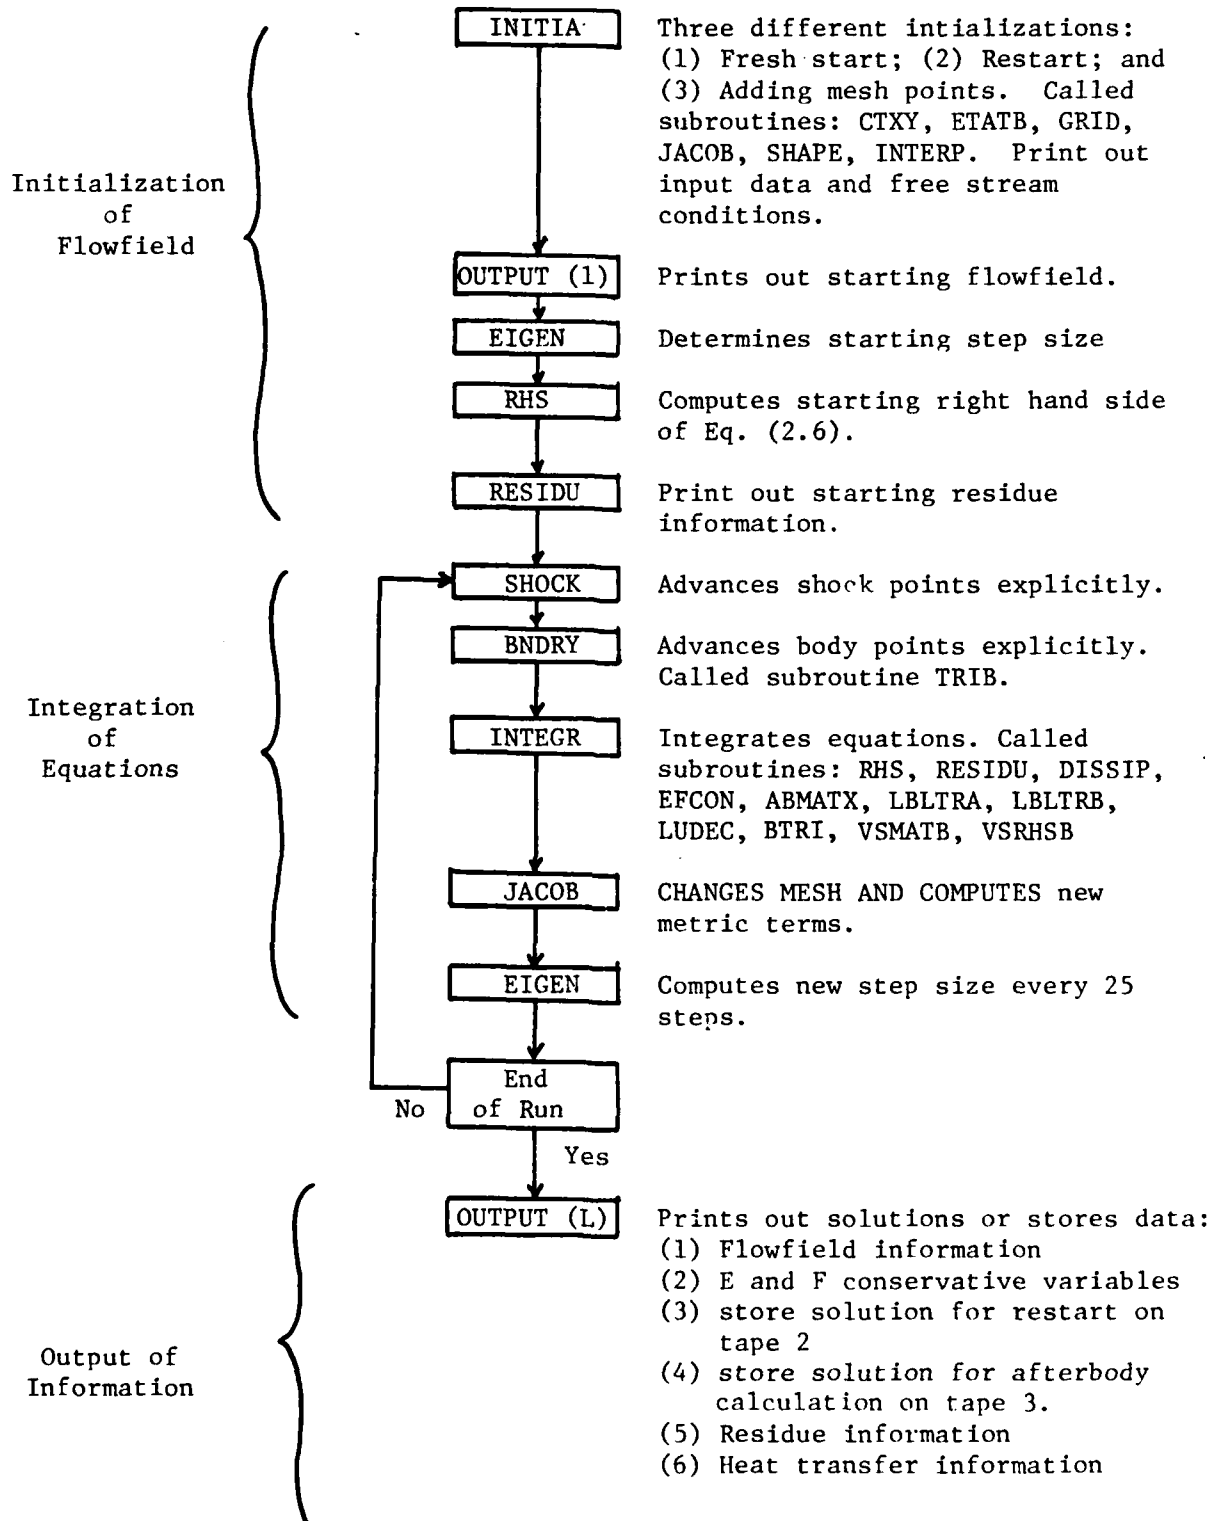 INITIA
Three different intializations:
(1) Fresh start; (2) Restart; and
(3) Adding mesh points. Called
subroutines: CTXY, ETATB, GRID,
JACOB, SHAPE, INTERP. Print out
input data and free stream
conditions.
Initialization
of
Flowfield
OUTPUT (1)
Prints out starting flowfield.
EIGEN
Determines starting step size
RHS
Computes starting right hand side
of Eq. (2.6).
RESIDU
Print out starting residue
information.
SHOCK
Advances shock points explicitly.
BNDRY
Advances body points explicitly.
Called subroutine TRIB.
Integration
of
Equations
INTEGR
Integrates equations. Called
subroutines: RHS, RESIDU, DISSIP,
EFCON, ABMATX, LBLTRA, LBLTRB,
LUDEC, BTRI, VSMATB, VSRHSB
JACOB
CHANGES MESH AND COMPUTES new
metric terms.
EIGEN
Computes new step size every 25
steps.
End
of Run
No
Yes
OUTPUT (L)
Prints out solutions or stores data:
(1) Flowfield information
(2) E and F conservative variables
(3) store solution for restart on
tape 2
(4) store solution for afterbody
calculation on tape 3.
(5) Residue information
(6) Heat transfer information
Output of
Information